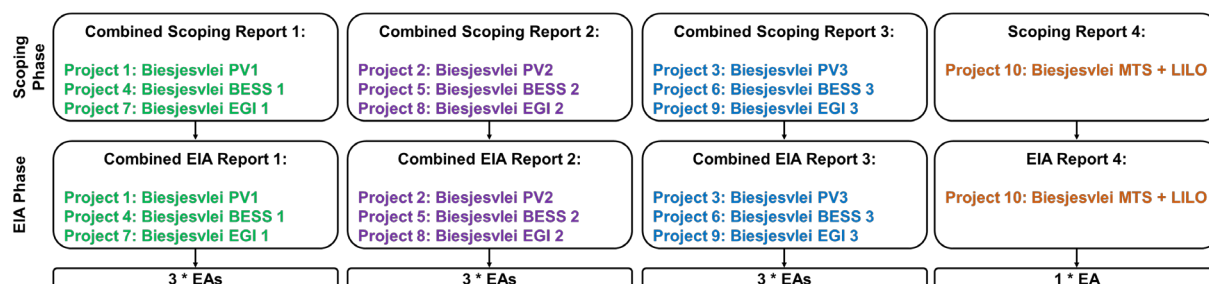 Scoping
Phase
Combined Scoping Report 1:
Project 1: Biesjesvlei PV1
Project 4: Biesjesvlei BESS 1
Project 7: Biesjesvlei EGI 1
Combined Scoping Report 2:
Project 2: Biesjesvlei PV2
Project 5: Biesjesvlei BESS 2
Project 8: Biesjesvlei EGI 2
Combined Scoping Report 3:
Project 3: Biesjesvlei PV3
Project 6: Biesjesvlei BESS 3
Project 9: Biesjesvlei EGI 3
Scoping Report 4:
Project 10: Biesjesvlei MTS + LILO
EIA Phase
Combined EIA Report 1:
Project 1: Biesjesvlei PV1
Project 4: Biesjesvlei BESS 1
Project 7: Biesjesvlei EGI 1
Combined EIA Report 2:
Project 2: Biesjesvlei PV2
Project 5: Biesjesvlei BESS 2
Project 8: Biesjesvlei EGI 2
Combined EIA Report 3:
Project 3: Biesjesvlei PV3
Project 6: Biesjesvlei BESS 3
Project 9: Biesjesvlei EGI 3
EIA Report 4:
Project 10: Biesjesvlei MTS + LILO
3 * EAs
3 * EAs
3 * EAs
1 * EA